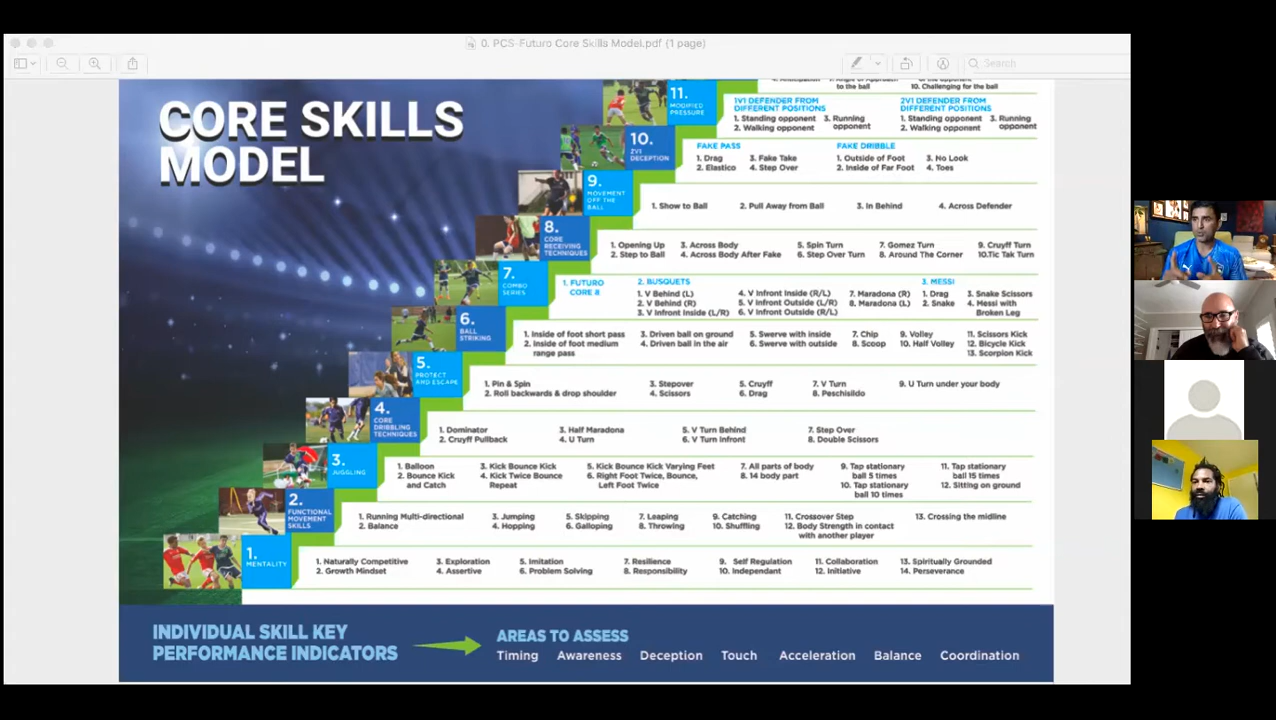 0. PCS-Futuro Core Skills Model.pdf (1 page)
Search
CORE SKILLS
MODEL
7. Angle of Approach
to the ball
of the opponent
10. Challenging for the ball
11.
MODIFIED
PRESSURE
1V1 DEFENDER FROM
DIFFERENT POSITIONS
1. Standing opponent
2. Walking opponent
3. Running
opponent
2V1 DEFENDER FROM
DIFFERENT POSITIONS
1. Standing opponent
2. Walking opponent
3. Running
opponent
10.
2V1
DECEPTION
FAKE PASS
1. Drag
2. Elastico
3. Fake Take
4. Step Over
FAKE DRIBBLE
1. Outside of Foot
2. Inside of Far Foot
3. No Look
4. Toes
9.
MOVEMENT
OFF THE
BALL
1. Show to Ball
2. Pull Away from Ball
3. In Behind
4. Across Defender
8.
CORE
RECEIVING
TECHNIQUES
1. Opening Up
2. Step to Ball
3. Across Body
4. Across Body After Fake
5. Spin Turn
6. Step Over Turn
7. Gomez Turn
8. Around The Corner
9. Cruyff Turn
10.Tic Tak Turn
7.
COMBO
SERIES
1. FUTURO
CORE 8
2. BUSQUETS
1. V Behind (L)
2. V Behind (R)
3. V Infront Inside (L/R)
4. V Infront Inside (R/L)
5. V Infront Outside (L/R)
6. V Infront Outside (R/L)
7. Maradona (R)
8. Maradona (L)
3. MESSI
1. Drag
2. Snake
3. Snake Scissors
4. Messi with
Broken Leg
6.
BALL
STRIKING
1. Inside of foot short pass
2. Inside of foot medium
range pass
3. Driven ball on ground
4. Driven ball in the air
5. Swerve with inside
6. Swerve with outside
7. Chip
8. Scoop
9. Volley
10. Half Volley
11. Scissors Kick
12. Bicycle Kick
13. Scorpion Kick
5.
PROTECT
AND ESCAPE
1. Pin & Spin
2. Roll backwards & drop shoulder
3. Stepover
4. Scissors
5. Cruyff
6. Drag
7. V Turn
8. Peschisildo
9. U Turn under your body
4.
CORE
DRIBBLING
TECHNIQUES
1. Dominator
2. Cruyff Pullback
3. Half Maradona
4. U Turn
5. V Turn Behind
6. V Turn Infront
7. Step Over
8. Double Scissors
3.
JUGGLING
1. Balloon
2. Bounce Kick
and Catch
3. Kick Bounce Kick
4. Kick Twice Bounce
Repeat
5. Kick Bounce Kick Varying Feet
6. Right Foot Twice, Bounce,
Left Foot Twice
7. All parts of body
8. 14 body part
9. Tap stationary
ball 5 times
10. Tap stationary
ball 10 times
11. Tap stationary
ball 15 times
12. Sitting on ground
2.
FUNCTIONAL
MOVEMENT
SKILLS
1. Running Multi-directional
2. Balance
3. Jumping
4. Hopping
5. Skipping
6. Galloping
7. Leaping
8. Throwing
9. Catching
10. Shuffling
11. Crossover Step
12. Body Strength in contact
with another player
13. Crossing the midline
1.
MENTALITY
1. Naturally Competitive
2. Growth Mindset
3. Exploration
4. Assertive
5. Imitation
6. Problem Solving
7. Resilience
8. Responsibility
9. Self Regulation
10. Independant
11. Collaboration
12. Initiative
13. Spiritually Grounded
14. Perseverance
INDIVIDUAL SKILL KEY
PERFORMANCE INDICATORS
AREAS TO ASSESS
Timing Awareness Deception Touch Acceleration Balance Coordination